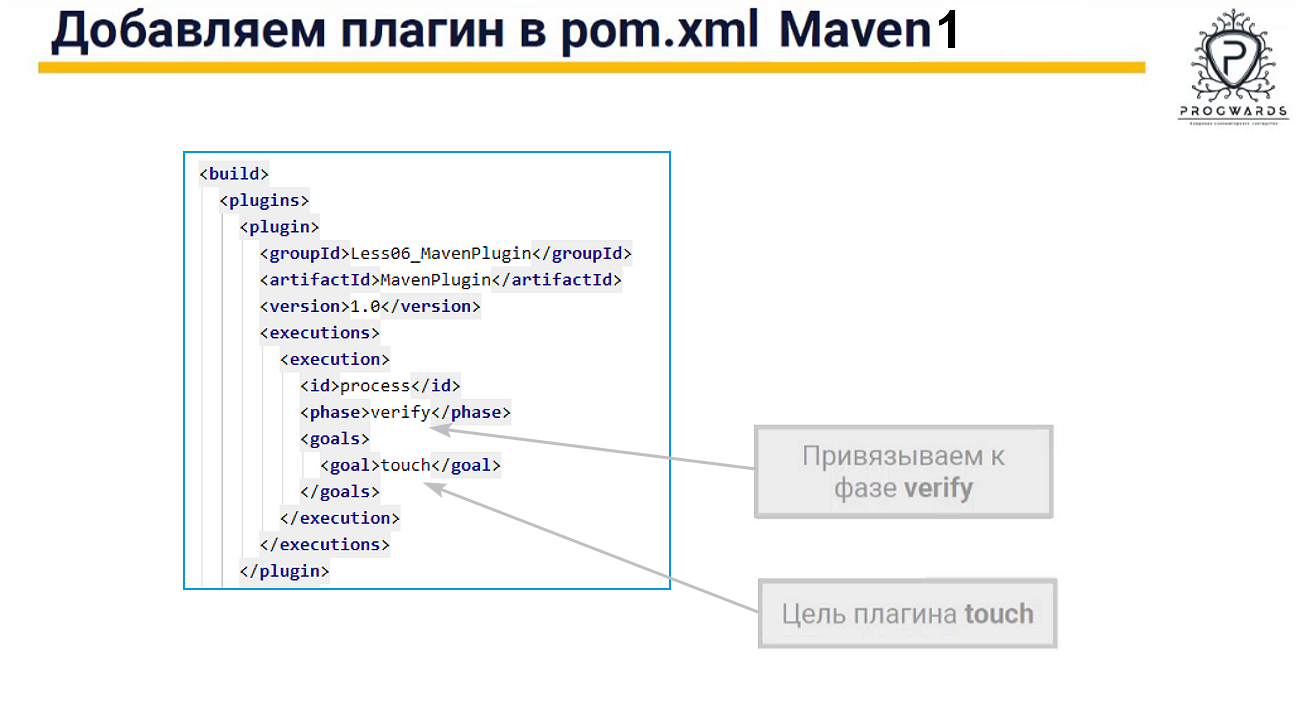 Добавляем плагин в pom.xml Maven1
PROGWARDS
<build>
<plugins>
<plugin>
<groupId>Less06_MavenPlugin</groupId>
<artifactId>MavenPlugin</artifactId>
<version>1.0</version>
<executions>
<execution>
<id>process</id>
<phase>verify</phase>
<goals>
<goal>touch</goal>
</goals>
</execution>
</executions>
</plugin>
Привязываем к
фазе verify
Цель плагина touch